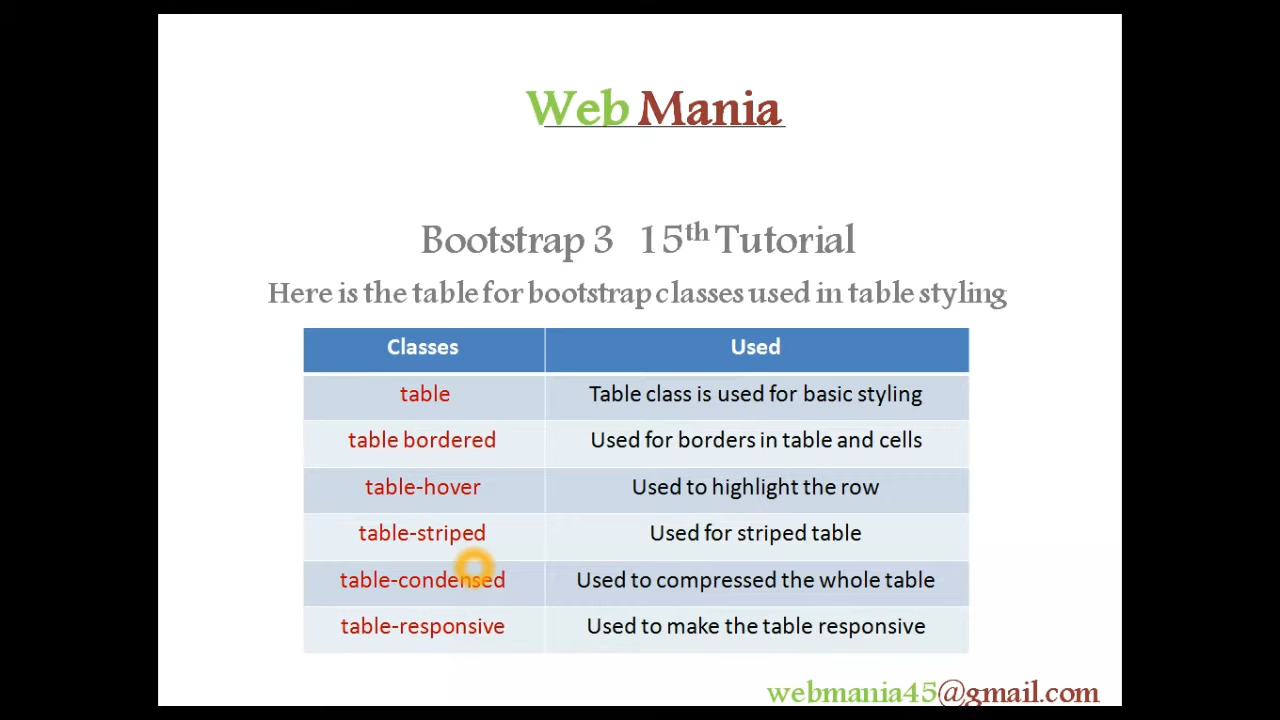 Web Mania
Bootstrap 3 15th Tutorial
Here is the table for bootstrap classes used in table styling
Classes Used
table Table class is used for basic styling
table bordered Used for borders in table and cells
table-hover Used to highlight the row
table-striped Used for striped table
table-condensed Used to compressed the whole table
table-responsive Used to make the table responsive
webmania45@gmail.com